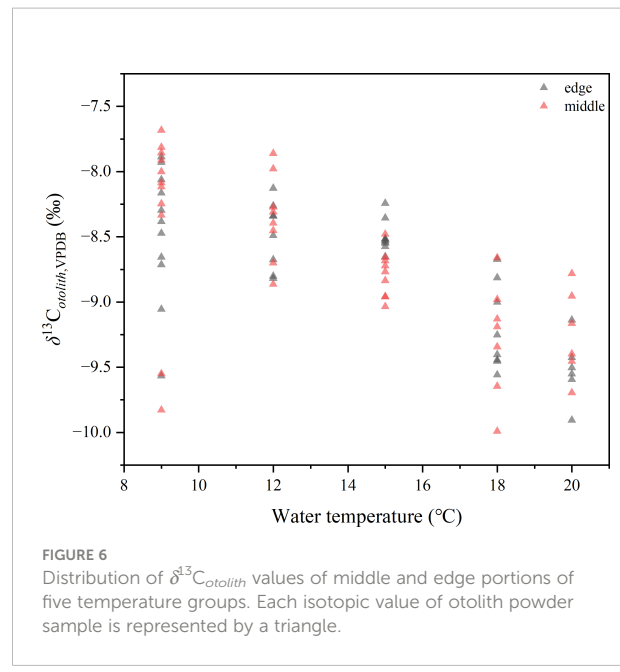 edge
middle
−7.5
−8.0
−8.5
−9.0
−9.5
−10.0
δ¹³C_otolith,VPDB (‰)
8 10 12 14 16 18 20
Water temperature (℃)
FIGURE 6
Distribution of δ¹³C_otolith values of middle and edge portions of
five temperature groups. Each isotopic value of otolith powder
sample is represented by a triangle.